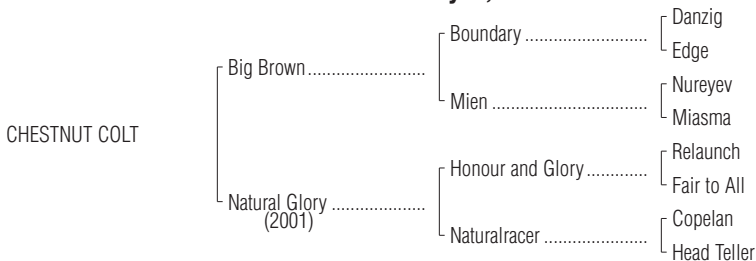 Danzig
Boundary ..........................
Edge
Big Brown.........................
Nureyev
Mien .................................
Miasma
CHESTNUT COLT
Relaunch
Honour and Glory.............
Fair to All
Natural Glory ....................
(2001)
Copelan
Naturalracer ......................
Head Teller